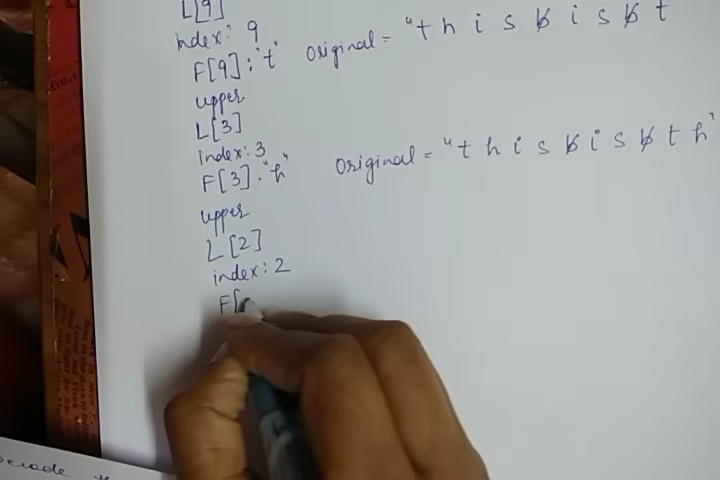 L[9]
index: 9
F[9]: "t" Original = "t h i s b̸ i s b̸ t
upper
L[3]
index: 3
F[3]: "h" Original = "t h i s b̸ i s b̸ t h"
upper
L[2]
index: 2
F[